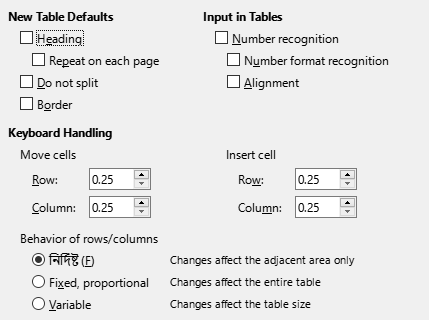 New Table Defaults
Input in Tables
Heading
Number recognition
Repeat on each page
Number format recognition
Do not split
Alignment
Border
Keyboard Handling
Move cells
Insert cell
Row:
0.25
Row:
0.25
Column:
0.25
Column:
0.25
Behavior of rows/columns
নির্দিষ্ট (F)
Changes affect the adjacent area only
Fixed, proportional
Changes affect the entire table
Variable
Changes affect the table size